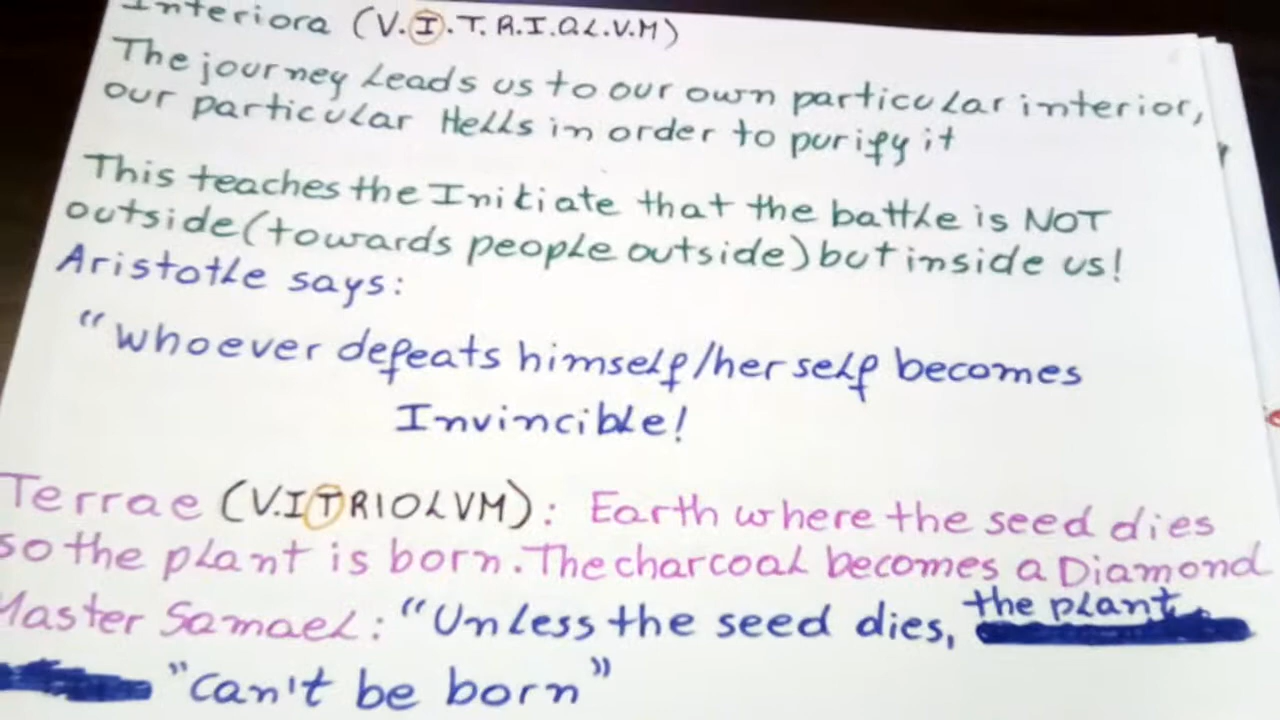 Interiora (V.I.T.R.I.O.L.V.M)
The journey Leads us to our own particular interior,
our particular Hells in order to purify it
This teaches the Initiate that the battle is NOT
outside (towards people outside) but inside us!
Aristotle says:
"Whoever defeats himself/herself becomes
Invincible!
Terrae (V.ITRIOLVM): Earth where the seed dies
so the plant is born. The charcoal becomes a Diamond
Master Samael: "Unless the seed dies, the plant
"can't be born"